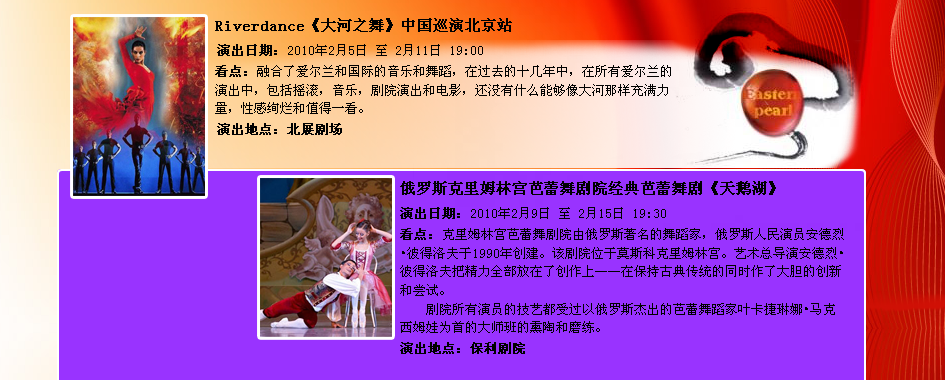 Riverdance《大河之舞》中国巡演北京站
演出日期：2010年2月5日 至 2月11日 19:00
看点：融合了爱尔兰和国际的音乐和舞蹈，在过去的十几年中，在所有爱尔兰的
演出中，包括摇滚，音乐，剧院演出和电影，还没有什么能够像大河那样充满力
量，性感绚烂和值得一看。
演出地点：北展剧场
Eastern
pearl
俄罗斯克里姆林宫芭蕾舞剧院经典芭蕾舞剧《天鹅湖》
演出日期：2010年2月9日 至 2月15日 19:30
看点：克里姆林宫芭蕾舞剧院由俄罗斯著名的舞蹈家，俄罗斯人民演员安德烈
•彼得洛夫于1990年创建。该剧院位于莫斯科克里姆林宫。艺术总导演安德烈•
彼得洛夫把精力全部放在了创作上——在保持古典传统的同时作了大胆的创新
和尝试。
剧院所有演员的技艺都受过以俄罗斯杰出的芭蕾舞蹈家叶卡捷琳娜•马克
西姆娃为首的大师班的熏陶和磨练。
演出地点：保利剧院